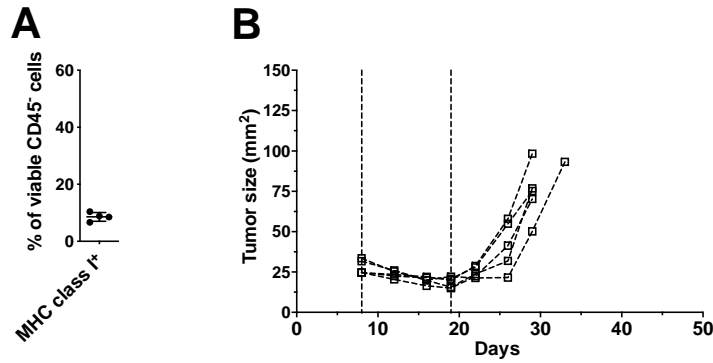 A
% of viable CD45⁻ cells
60
40
20
0
MHC class I⁺
B
Tumor size (mm²)
150
125
100
75
50
25
0
0 10 20 30 40 50
Days